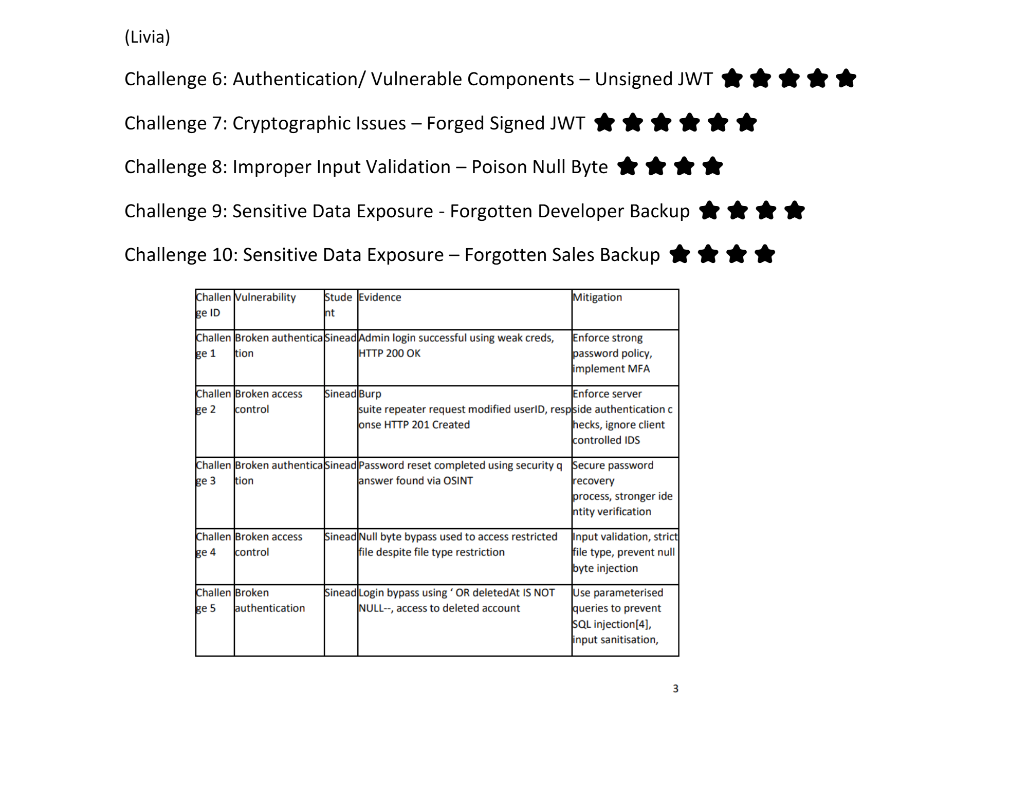 (Livia)
Challenge 6: Authentication/ Vulnerable Components – Unsigned JWT ★ ★ ★ ★ ★
Challenge 7: Cryptographic Issues – Forged Signed JWT ★ ★ ★ ★ ★ ★
Challenge 8: Improper Input Validation – Poison Null Byte ★ ★ ★ ★
Challenge 9: Sensitive Data Exposure - Forgotten Developer Backup ★ ★ ★ ★
Challenge 10: Sensitive Data Exposure – Forgotten Sales Backup ★ ★ ★ ★
Challen
ge ID
Vulnerability
Stude
nt
Evidence
Mitigation
Challen
ge 1
Broken authentica
tion
Sinead
Admin login successful using weak creds,
HTTP 200 OK
Enforce strong
password policy,
implement MFA
Challen
ge 2
Broken access
control
Sinead
Burp
suite repeater request modified userID, resp
onse HTTP 201 Created
Enforce server
side authentication c
hecks, ignore client
controlled IDS
Challen
ge 3
Broken authentica
tion
Sinead
Password reset completed using security q
answer found via OSINT
Secure password
recovery
process, stronger ide
ntity verification
Challen
ge 4
Broken access
control
Sinead
Null byte bypass used to access restricted
file despite file type restriction
Input validation, strict
file type, prevent null
byte injection
Challen
ge 5
Broken
authentication
Sinead
Login bypass using ‘ OR deletedAt IS NOT
NULL--, access to deleted account
Use parameterised
queries to prevent
SQL injection[4],
input sanitisation,
3